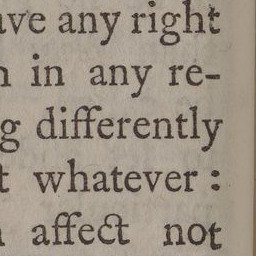 ave any right
n in any re-
g differently
t whatever :
affect not